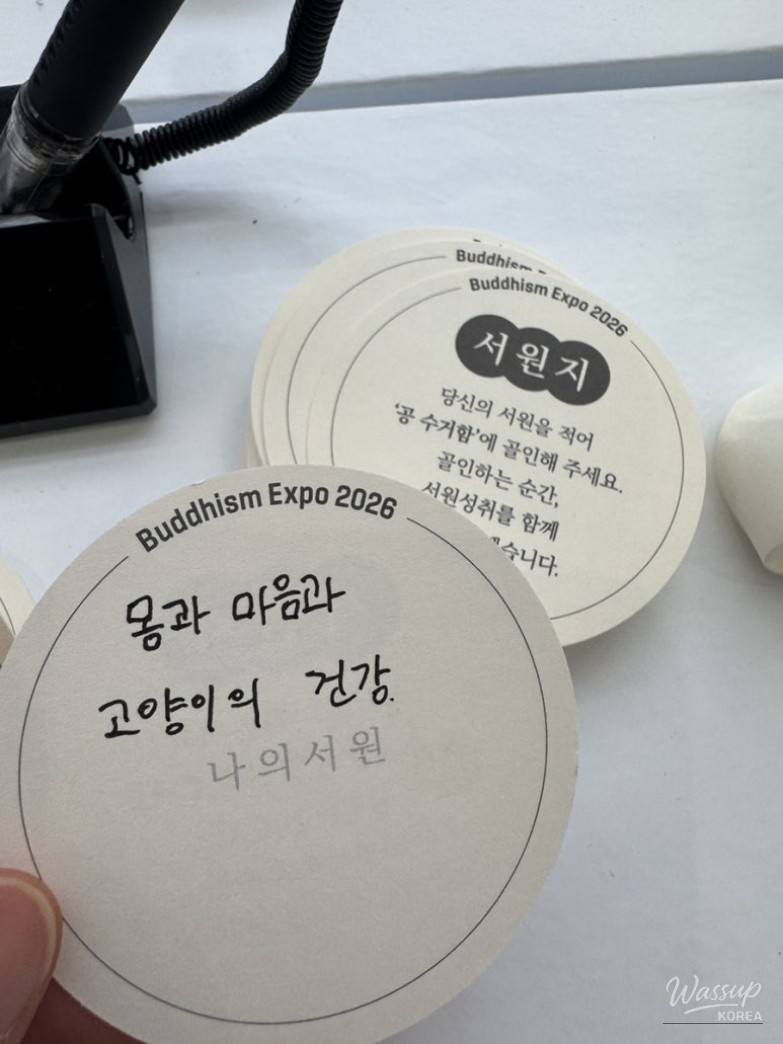 Buddhism Expo 2026
서원지
당신의 서원을 적어
'공 수거함'에 골인해 주세요.
골인하는 순간,
서원성취를 함께
습니다.
Buddhism Expo 2026
몸과 마음과
고양이의 건강.
나의서원
Wassup
KOREA